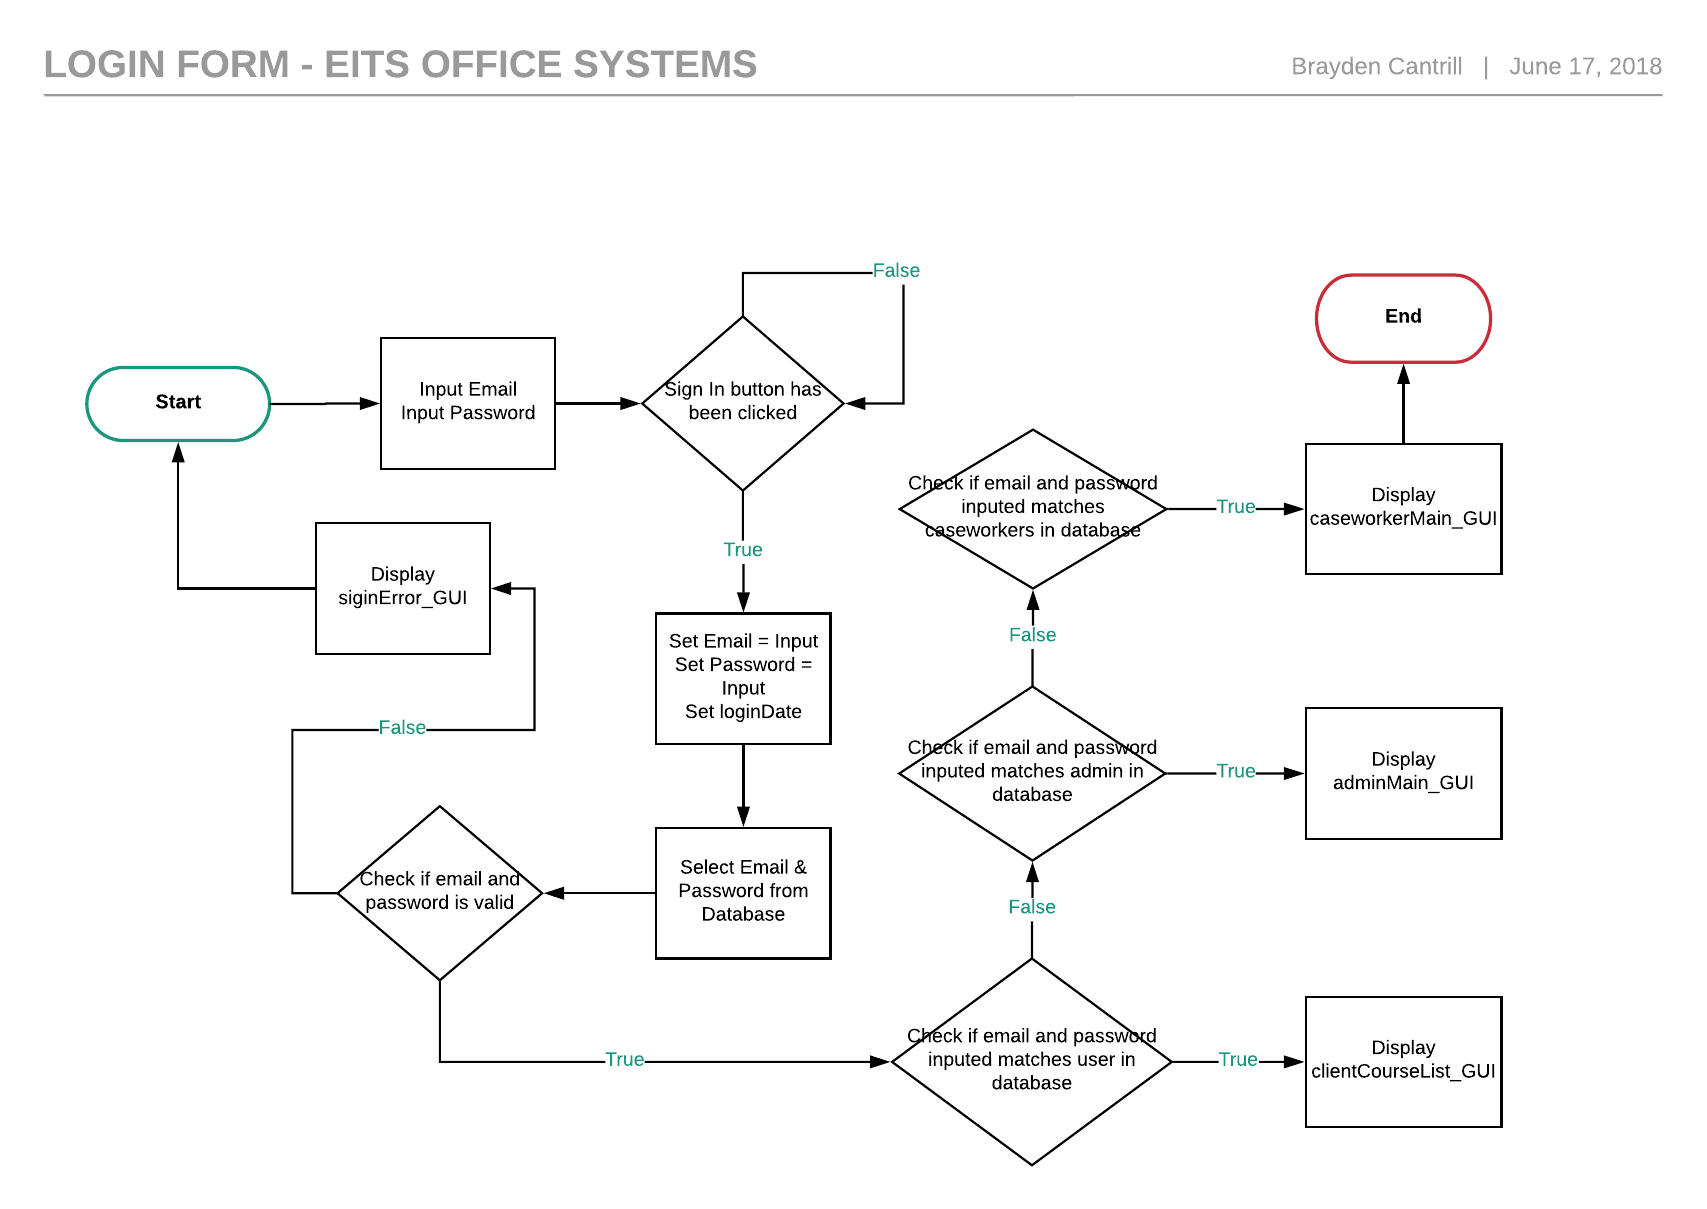 LOGIN FORM - EITS OFFICE SYSTEMS
Brayden Cantrill | June 17, 2018
False
End
Start
Input Email
Input Password
Sign In button has
been clicked
Check if email and password
inputed matches
caseworkers in database
True
Display
caseworkerMain_GUI
True
Display
siginError_GUI
False
Set Email = Input
Set Password =
Input
Set loginDate
False
Check if email and password
inputed matches admin in
database
True
Display
adminMain_GUI
Check if email and
password is valid
Select Email &
Password from
Database
False
True
Check if email and password
inputed matches user in
database
True
Display
clientCourseList_GUI